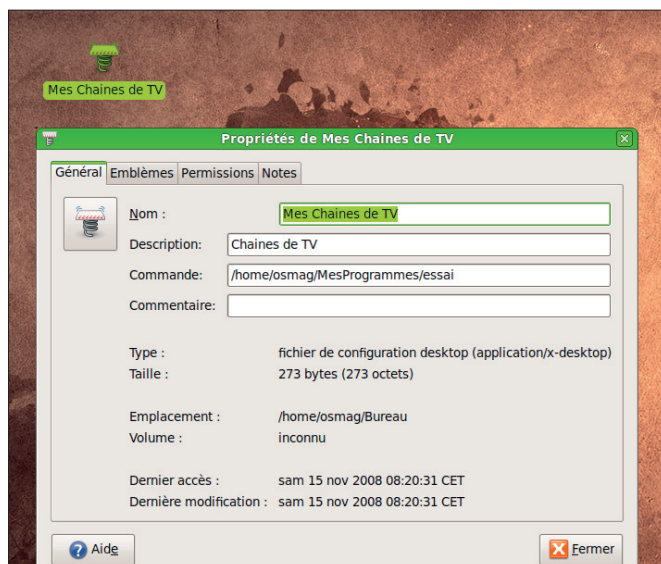 Mes Chaines de TV
Propriétés de Mes Chaines de TV
Général Emblèmes Permissions Notes
Nom : Mes Chaines de TV
Description: Chaines de TV
Commande: /home/osmag/MesProgrammes/essai
Commentaire:
Type : fichier de configuration desktop (application/x-desktop)
Taille : 273 bytes (273 octets)
Emplacement : /home/osmag/Bureau
Volume : inconnu
Dernier accès : sam 15 nov 2008 08:20:31 CET
Dernière modification : sam 15 nov 2008 08:20:31 CET
Aide Fermer